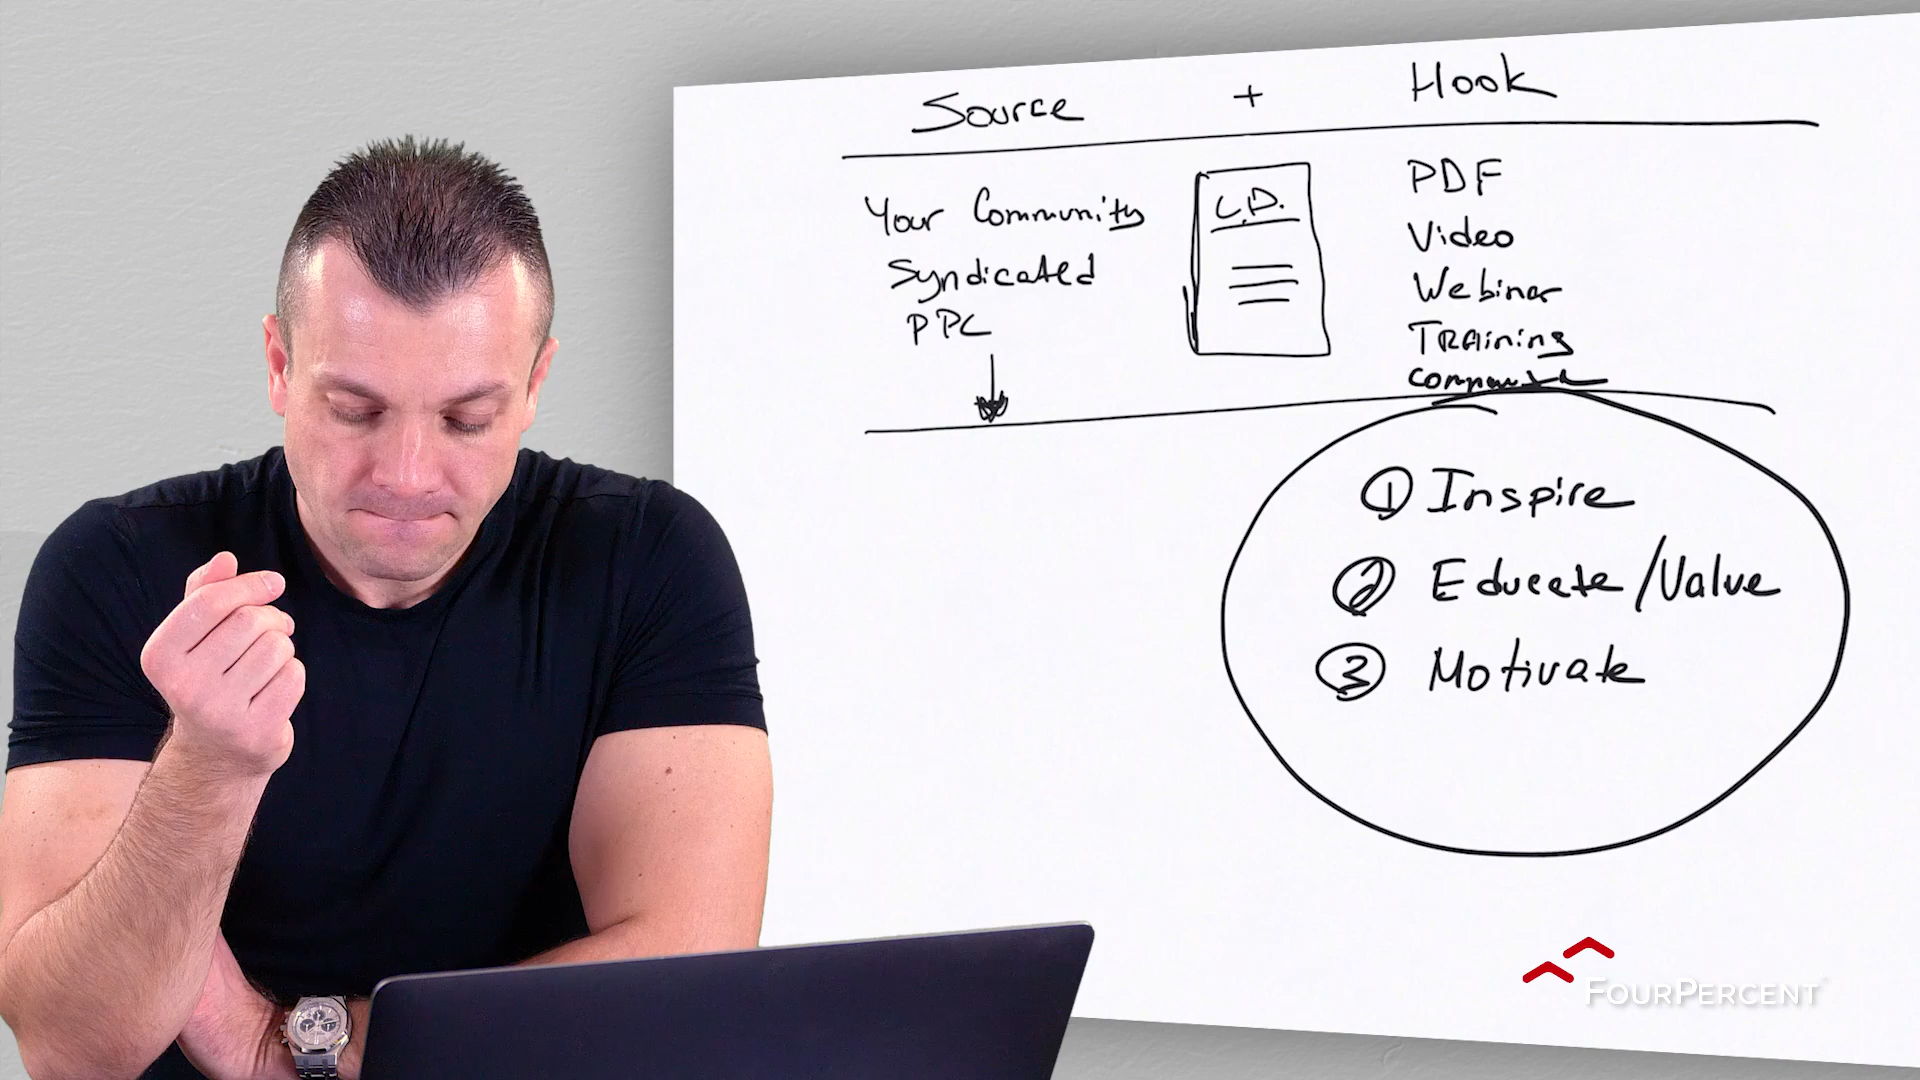 Source + Hook
Your Community
Syndicated
PPC
L.D.
PDF
Video
Webinar
Training
① Inspire
② Educate/Value
③ Motivate
FourPercent